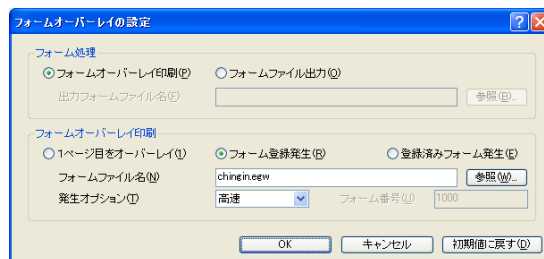 フォームオーバーレイの設定
フォーム処理
フォームオーバーレイ印刷(P) フォームファイル出力(O)
出力フォームファイル名(F) 参照(B)...
フォームオーバーレイ印刷
1ページ目をオーバーレイ(1) フォーム登録発生(R) 登録済みフォーム発生(E)
フォームファイル名(N) chingin.egw 参照(W)...
発生オプション(T) 高速 フォーム番号(U) 1000
OK キャンセル 初期値に戻す(D)